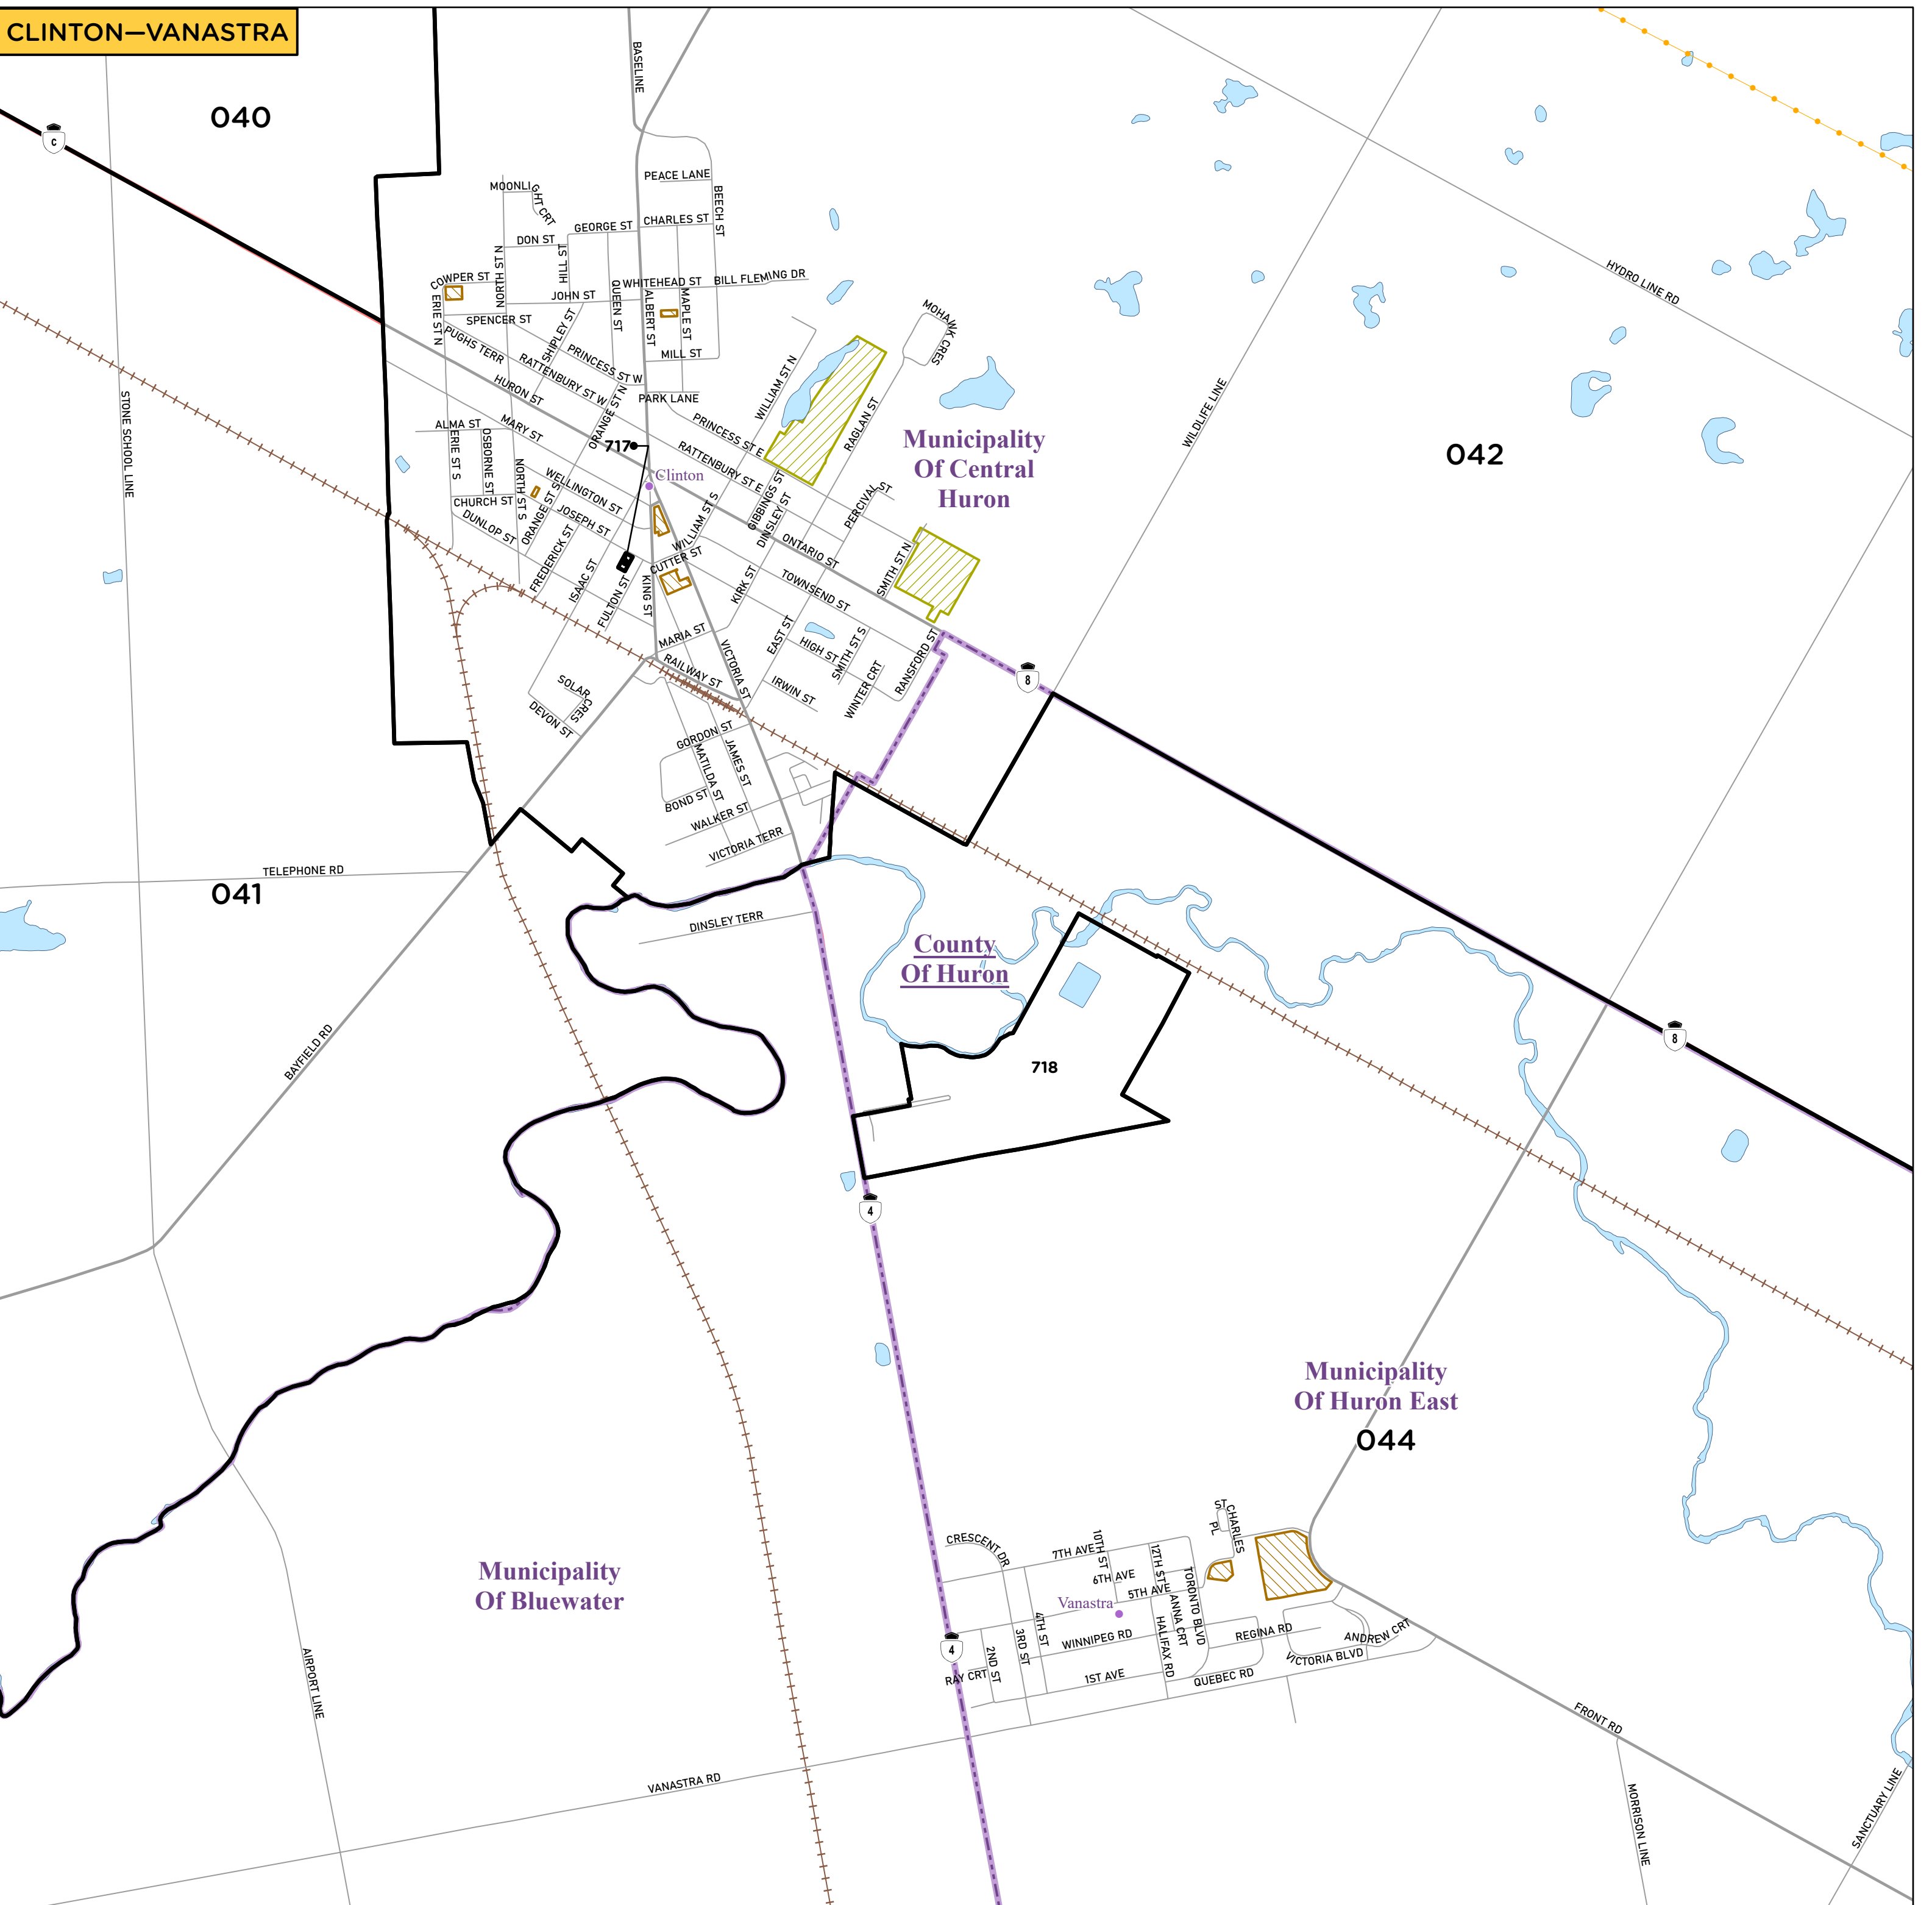 CLINTON—VANASTRA
040
C
BASELINE
PEACE LANE
MOONLIGHT CRT
BEECH ST
CHARLES ST
GEORGE ST
DON ST
HILL ST
NORTH ST N
COWPER ST
WHITEHEAD ST
BILL FLEMING DR
JOHN ST
QUEEN ST
ALBERT ST
MAPLE ST
ERIE ST N
SPENCER ST
SHIPLEY ST
PUGHS TERR
PRINCESS ST W
MILL ST
RATTENBURY ST W
HURON ST
PARK LANE
ORANGE ST N
WILLIAM ST N
MOHAWK CRES
RAGLAN ST
HYDRO LINE RD
WILDLIFE LINE
STONE SCHOOL LINE
MARY ST
ALMA ST
ERIE ST S
OSBORNE ST
PRINCESS ST E
RATTENBURY ST E
717
Clinton
Municipality
Of Central
Huron
042
NORTH ST S
WELLINGTON ST
CHURCH ST
DUNLOP ST
ORANGE ST S
JOSEPH ST
FREDERICK ST
ISAAC ST
FULTON ST
KING ST
CUTTER ST
WILLIAM ST S
GIBBINGS ST
DINSLEY ST
PERCIVAL ST
ONTARIO ST
SMITH ST N
TOWNSEND ST
KIRK ST
MARIA ST
EAST ST
HIGH ST
SMITH ST S
RANSFORD ST
WINTER CRT
IRWIN ST
RAILWAY ST
VICTORIA ST
SOLAR CRES
DEVON ST
GORDON ST
MATILDA ST
JAMES ST
BOND ST
WALKER ST
VICTORIA TERR
8
TELEPHONE RD
041
DINSLEY TERR
County
Of Huron
BAYFIELD RD
718
8
4
Municipality
Of Huron East
044
Municipality
Of Bluewater
CRESCENT DR
7TH AVE
10TH ST
12TH ST
6TH AVE
5TH AVE
ST CHARLES PL
TORONTO BLVD
ANNA CRT
HALIFAX RD
Vanastra
4TH ST
3RD ST
2ND ST
WINNIPEG RD
REGINA RD
ANDREW CRT
VICTORIA BLVD
QUEBEC RD
1ST AVE
RAY CRT
4
AIRPORT LINE
VANASTRA RD
FRONT RD
MORRISON LINE
SANCTUARY LINE